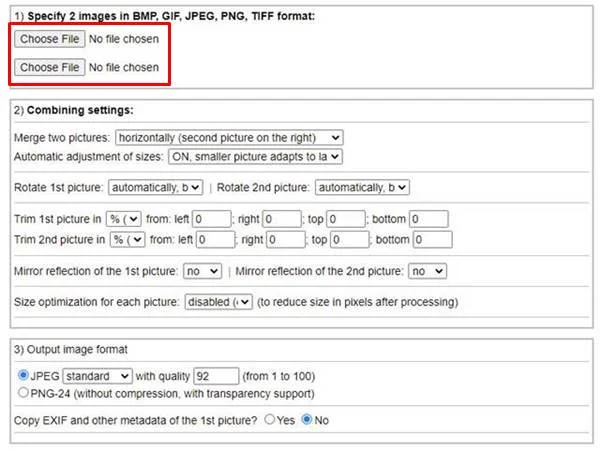 1) Specify 2 images in BMP, GIF, JPEG, PNG, TIFF format:
Choose File No file chosen
Choose File No file chosen
2) Combining settings:
Merge two pictures: horizontally (second picture on the right)
Automatic adjustment of sizes: ON, smaller picture adapts to la
Rotate 1st picture: automatically, b | Rotate 2nd picture: automatically, b
Trim 1st picture in % ( from: left 0 ; right 0 ; top 0 ; bottom 0
Trim 2nd picture in % ( from: left 0 ; right 0 ; top 0 ; bottom 0
Mirror reflection of the 1st picture: no | Mirror reflection of the 2nd picture: no
Size optimization for each picture: disabled ( (to reduce size in pixels after processing)
3) Output image format
JPEG standard with quality 92 (from 1 to 100)
PNG-24 (without compression, with transparency support)
Copy EXIF and other metadata of the 1st picture? Yes No